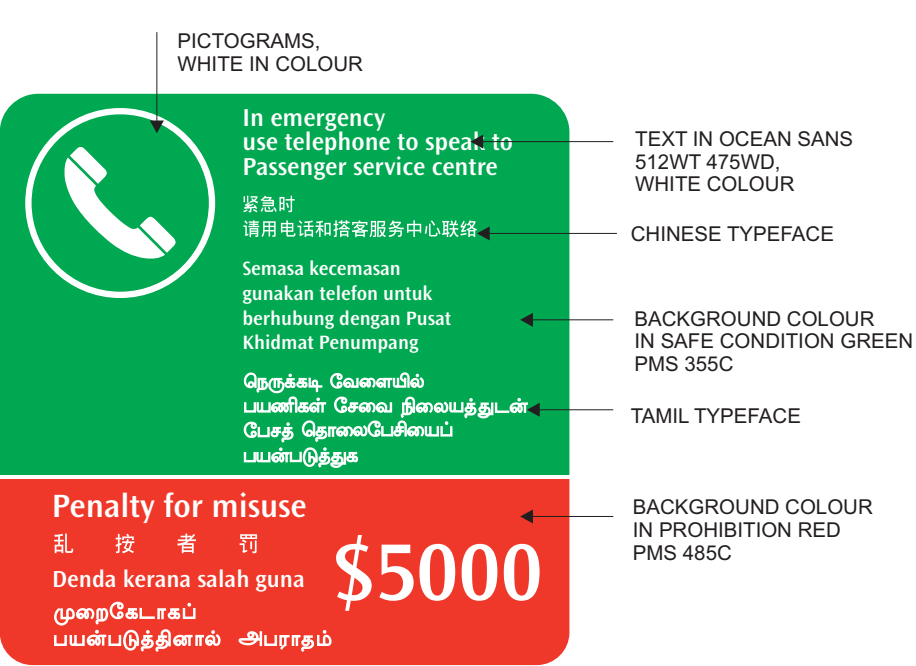 PICTOGRAMS,
WHITE IN COLOUR
In emergency
use telephone to speak to
Passenger service centre
紧急时
请用电话和搭客服务中心联络
Semasa kecemasan
gunakan telefon untuk
berhubung dengan Pusat
Khidmat Penumpang
நெருக்கடி வேளையில்
பயணிகள் சேவை நிலையத்துடன்
பேசத் தொலைபேசியைப்
பயன்படுத்துக
Penalty for misuse
乱 按 者 罚
Denda kerana salah guna
முறைகேடாகப்
பயன்படுத்தினால் அபராதம்
$5000
TEXT IN OCEAN SANS
512WT 475WD,
WHITE COLOUR
CHINESE TYPEFACE
BACKGROUND COLOUR
IN SAFE CONDITION GREEN
PMS 355C
TAMIL TYPEFACE
BACKGROUND COLOUR
IN PROHIBITION RED
PMS 485C